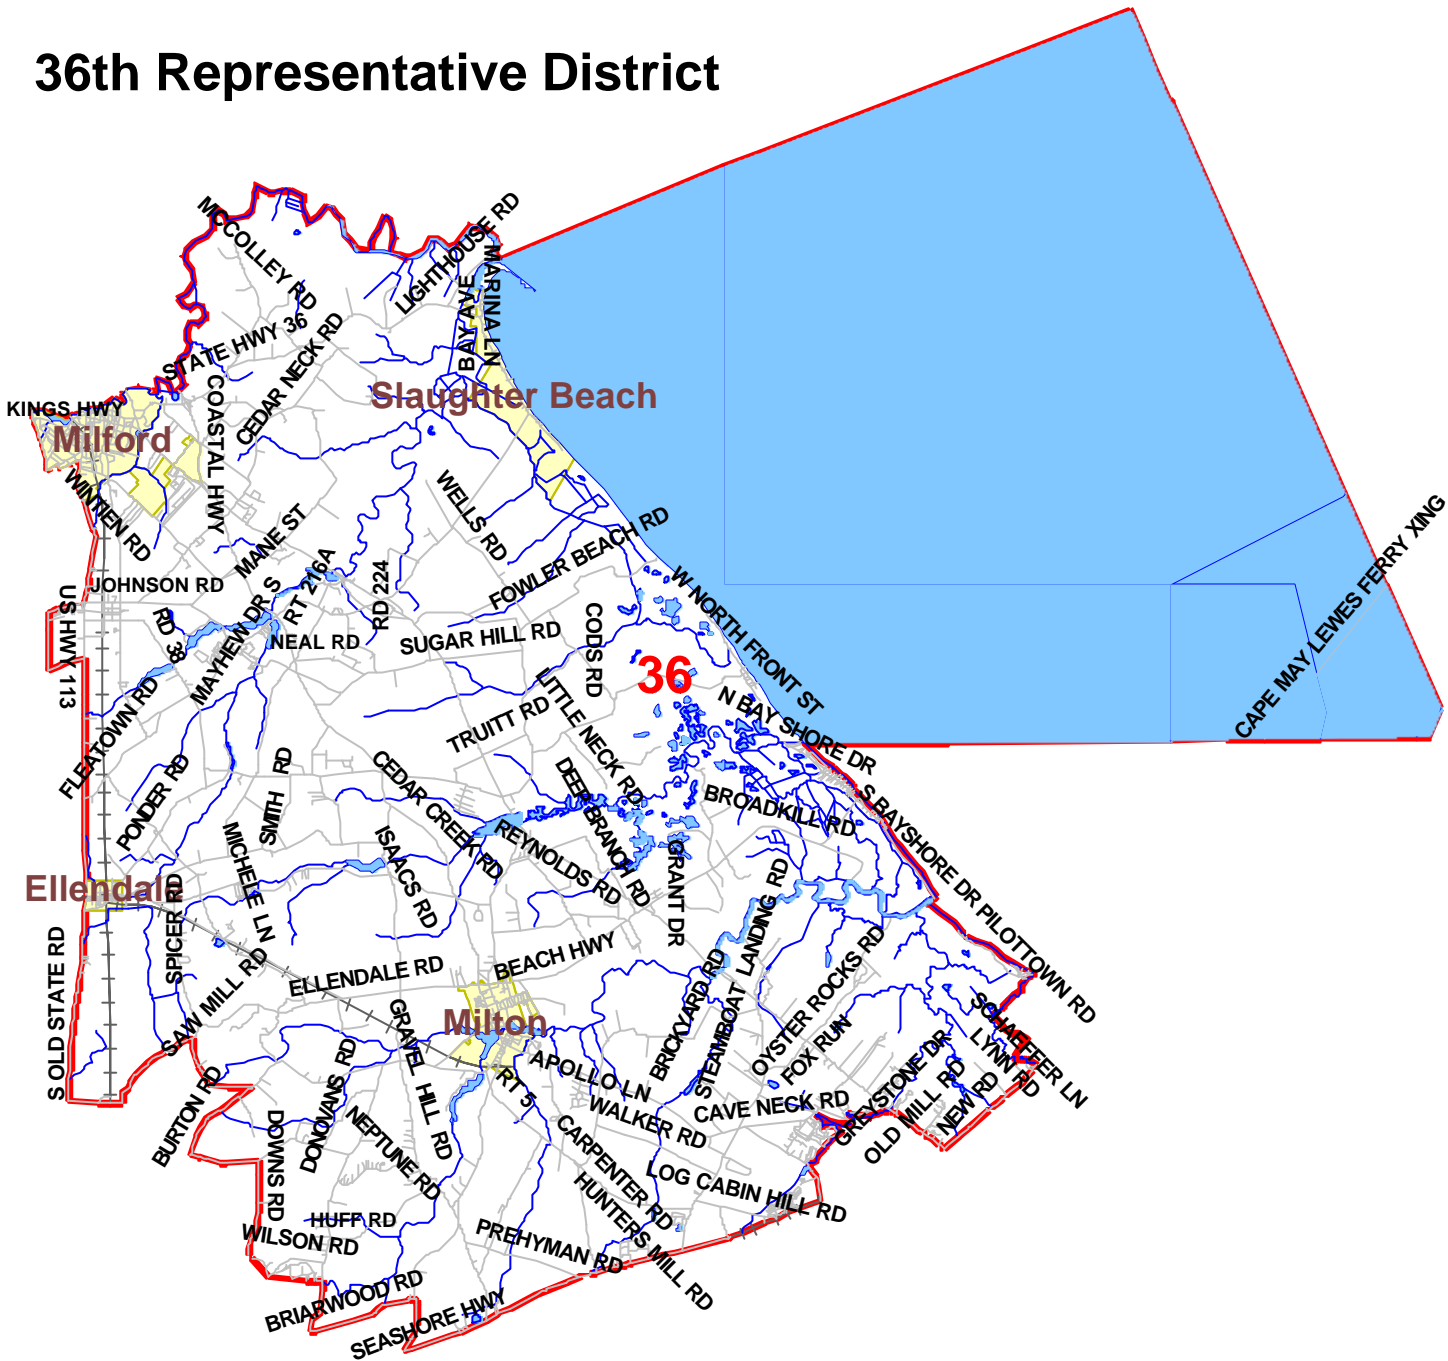 36th Representative District
MCCOLLEY RD
LIGHTHOUSE RD
MARINA LN
BAY AVE
STATE HWY 36
CEDAR NECK RD
COASTAL HWY
Slaughter Beach
KINGS HWY
Milford
WINTIEN RD
WELLS RD
MANE ST
FOWLER BEACH RD
CAPE MAY LEWES FERRY XING
JOHNSON RD
RT 216A
RD 224
US HWY 113
RD 38
MAYHEW DR S
NEAL RD
SUGAR HILL RD
CODS RD
W NORTH FRONT ST
36
LITTLE NECK RD
N BAY SHORE DR
TRUITT RD
FLEATOWN RD
PONDER RD
SMITH RD
CEDAR CREEK RD
DEEP BRANCH RD
BROADKILL RD
S BAYSHORE DR
MICHELE LN
ISAACS RD
REYNOLDS RD
GRANT DR
Ellendale
SPICER RD
STEAMBOAT LANDING RD
PILOTTOWN RD
S OLD STATE RD
SAW MILL RD
ELLENDALE RD
BEACH HWY
BRICKYARD RD
OYSTER ROCKS RD
FOX RUN
SCHAEFFER LN
LYNN RD
Milton
GRAVEL HILL RD
APOLLO LN
RT 5
WALKER RD
CAVE NECK RD
GREYSTONE DR
OLD MILL RD
NEW RD
BURTON RD
DOWNS RD
DONOVANS RD
NEPTUNE RD
CARPENTER RD
LOG CABIN HILL RD
HUNTERS MILL RD
HUFF RD
WILSON RD
PREHYMAN RD
BRIARWOOD RD
SEASHORE HWY